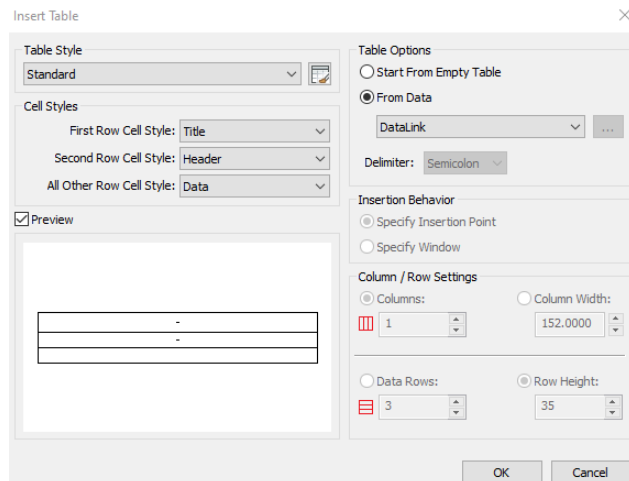 Insert Table
Table Style
Standard
Cell Styles
First Row Cell Style: Title
Second Row Cell Style: Header
All Other Row Cell Style: Data
Preview
-
-
Table Options
Start From Empty Table
From Data
DataLink
...
Delimiter: Semicolon
Insertion Behavior
Specify Insertion Point
Specify Window
Column / Row Settings
Columns: Column Width:
1 152.0000
Data Rows: Row Height:
3 35
OK Cancel